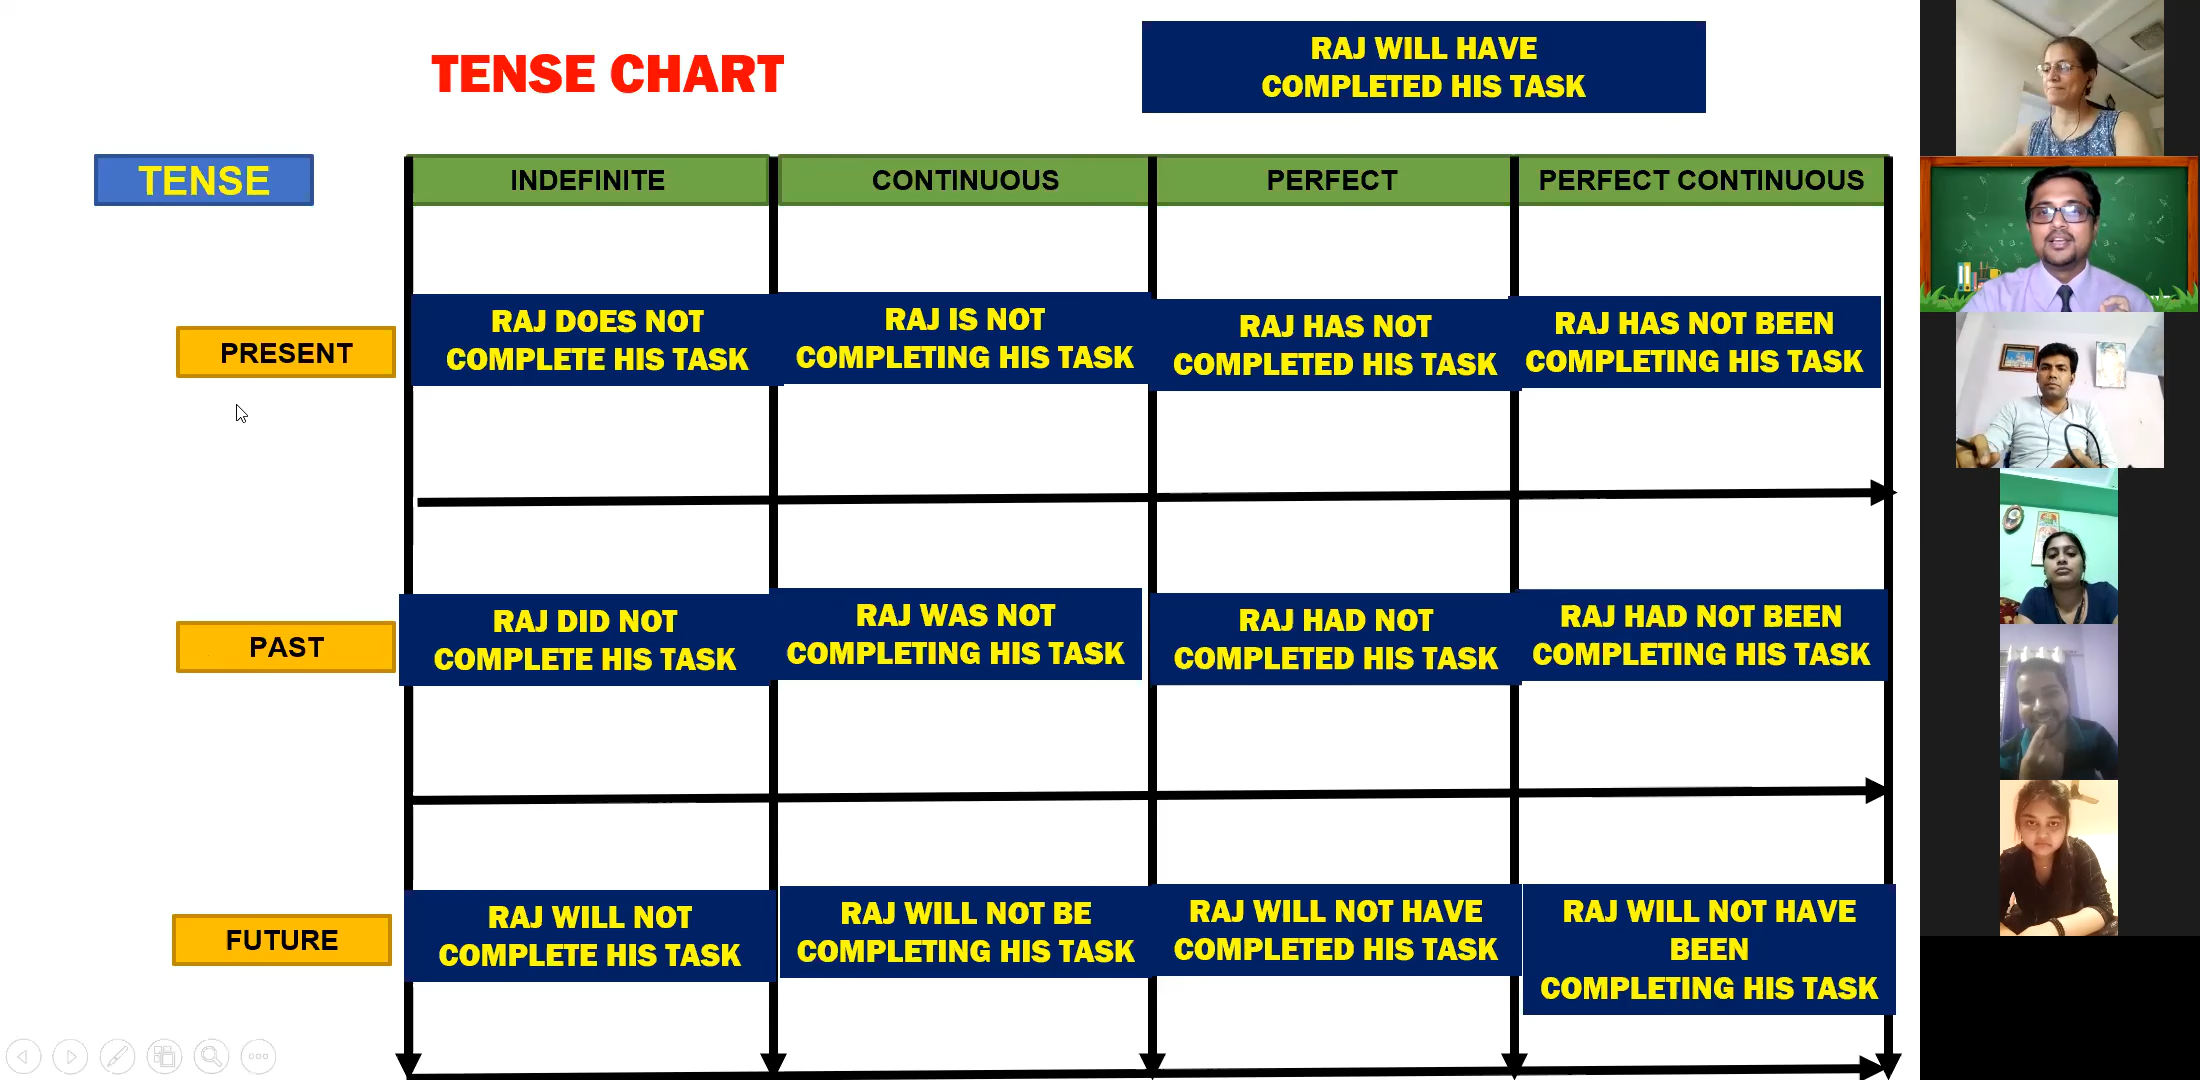 TENSE CHART
RAJ WILL HAVE
COMPLETED HIS TASK
TENSE
INDEFINITE
CONTINUOUS
PERFECT
PERFECT CONTINUOUS
PRESENT
RAJ DOES NOT
COMPLETE HIS TASK
RAJ IS NOT
COMPLETING HIS TASK
RAJ HAS NOT
COMPLETED HIS TASK
RAJ HAS NOT BEEN
COMPLETING HIS TASK
PAST
RAJ DID NOT
COMPLETE HIS TASK
RAJ WAS NOT
COMPLETING HIS TASK
RAJ HAD NOT
COMPLETED HIS TASK
RAJ HAD NOT BEEN
COMPLETING HIS TASK
FUTURE
RAJ WILL NOT
COMPLETE HIS TASK
RAJ WILL NOT BE
COMPLETING HIS TASK
RAJ WILL NOT HAVE
COMPLETED HIS TASK
RAJ WILL NOT HAVE
BEEN
COMPLETING HIS TASK